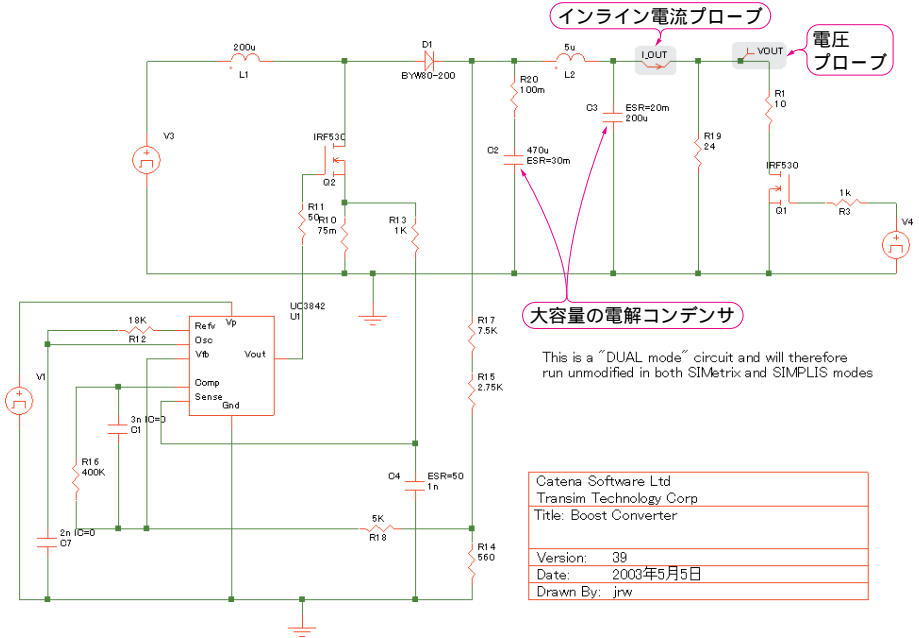 インライン電流プローブ
電圧
プローブ
200u
L1
D1
BYW80-200
5u
L2
I_OUT
VOUT
R20
100m
C3
ESR=20m
200u
R1
10
V3
IRF530
Q2
C2
470u
ESR=30m
R19
24
IRF530
Q1
1k
R3
V4
R11
50
R10
75m
R13
1K
大容量の電解コンデンサ
18K
R12
UC3842
U1
Vp
Refv
Osc
Vfb
Vout
Comp
Sense
Gnd
R17
7.5K
R15
2.75K
This is a "DUAL mode" circuit and will therefore
run unmodified in both SIMetrix and SIMPLIS modes
V1
3n IC=0
C1
R16
400K
C4
ESR=50
1n
2n IC=0
C7
5K
R18
R14
560
Catena Software Ltd
Transim Technology Corp
Title: Boost Converter
Version: 39
Date: 2003年5月5日
Drawn By: jrw